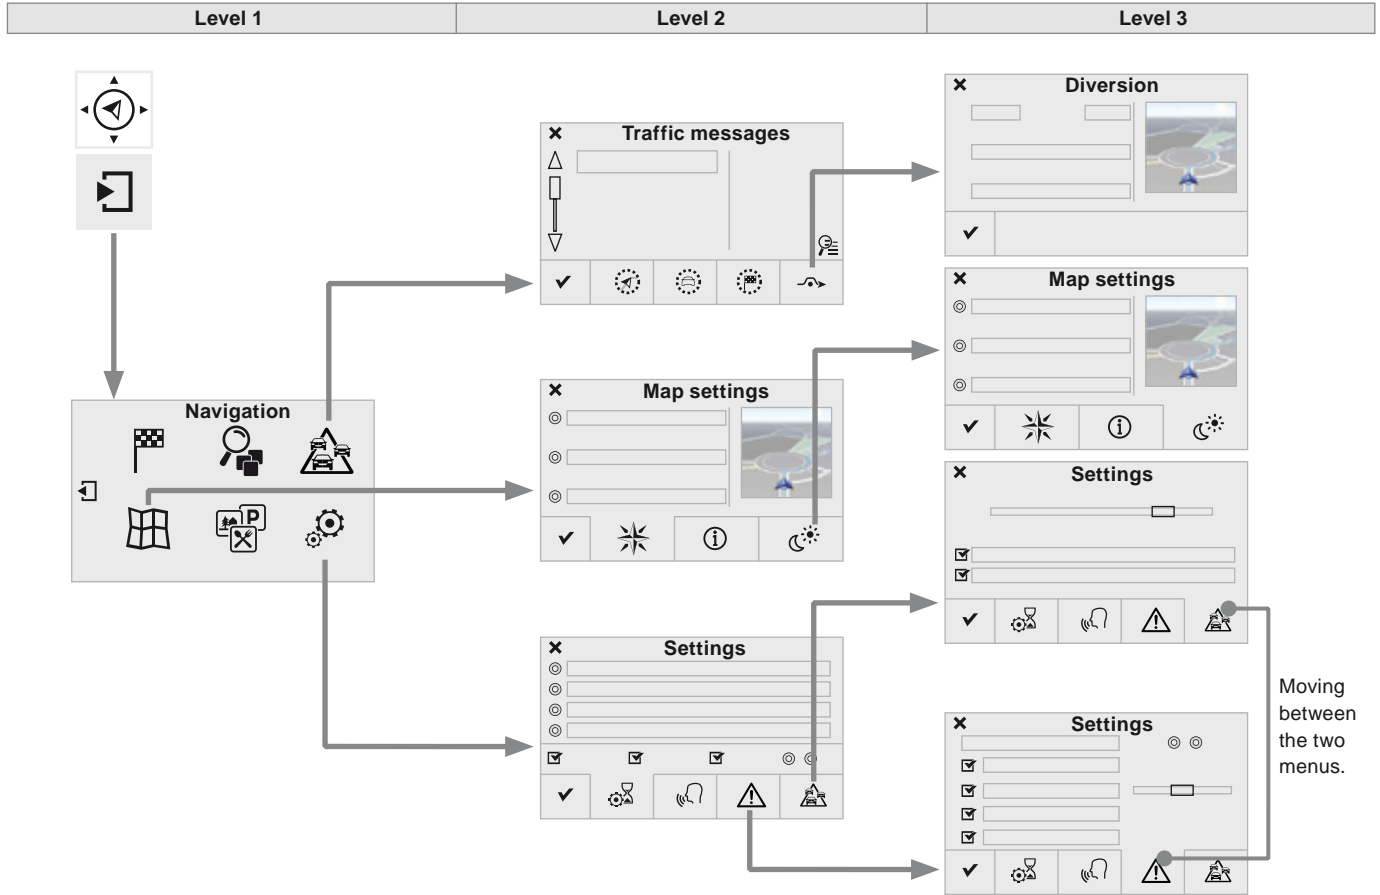 Level 1
Level 2
Level 3
Diversion
Traffic messages
Map settings
Map settings
Navigation
P
Settings
Settings
Settings
Moving
between
the two
menus.